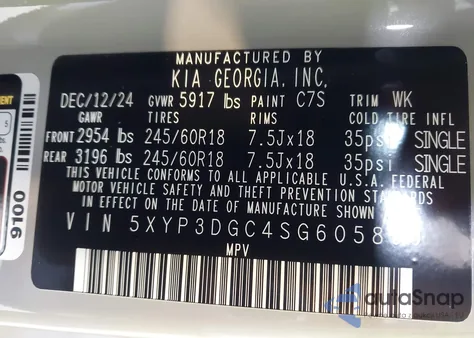 MANUFACTURED BY
KIA GEORGIA, INC.
DEC/12/24 GVWR 5917 lbs PAINT C7S TRIM WK
GAWR TIRES RIMS COLD TIRE INFL
FRONT 2954 lbs 245/60R18 7.5Jx18 35psi SINGLE
REAR 3196 lbs 245/60R18 7.5Jx18 35psi SINGLE
THIS VEHICLE CONFORMS TO ALL APPLICABLE U.S.A. FEDERAL
MOTOR VEHICLE SAFETY AND THEFT PREVENTION STANDARDS
IN EFFECT ON THE DATE OF MANUFACTURE SHOWN
VIN 5XYP3DGC4SG6058
MPV
9100
5
autoSnap